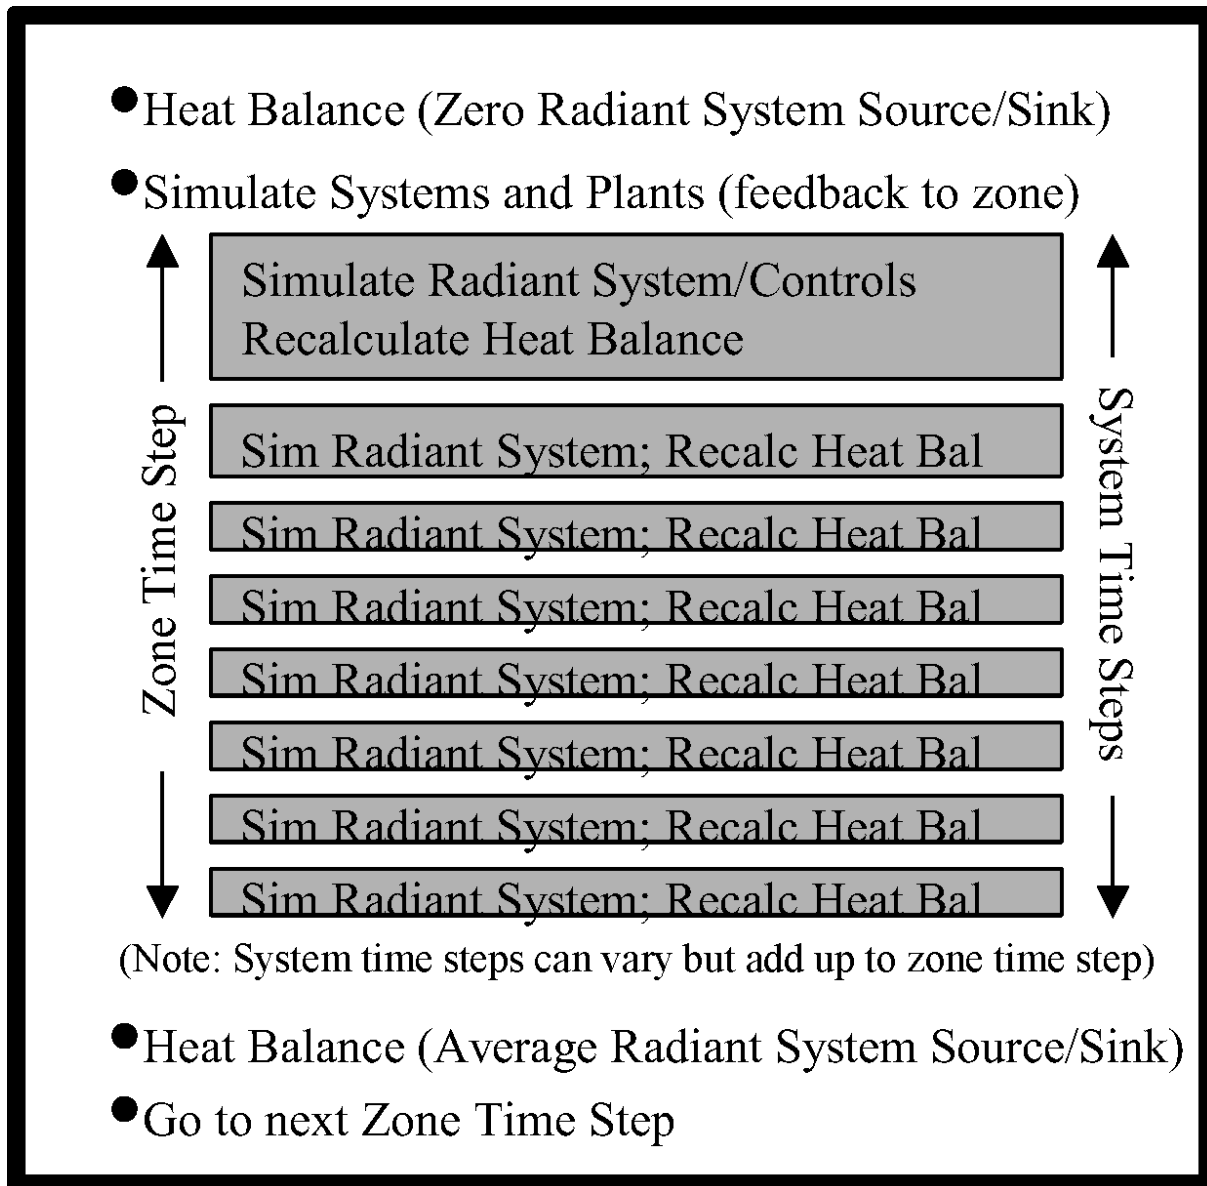 ●Heat Balance (Zero Radiant System Source/Sink)
●Simulate Systems and Plants (feedback to zone)
Simulate Radiant System/Controls
Recalculate Heat Balance
Sim Radiant System; Recalc Heat Bal
Sim Radiant System; Recalc Heat Bal
Sim Radiant System; Recalc Heat Bal
Sim Radiant System; Recalc Heat Bal
Sim Radiant System; Recalc Heat Bal
Sim Radiant System; Recalc Heat Bal
Sim Radiant System; Recalc Heat Bal
Zone Time Step
System Time Steps
(Note: System time steps can vary but add up to zone time step)
●Heat Balance (Average Radiant System Source/Sink)
●Go to next Zone Time Step